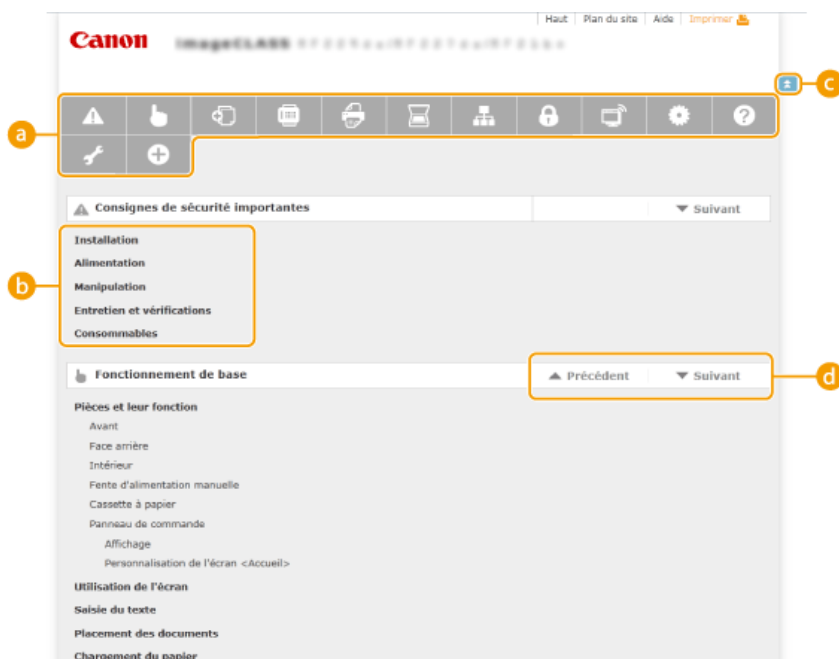 Haut Plan du site Aide Imprimer
Canon imageCLASS
c
a
Consignes de sécurité importantes Suivant
Installation
Alimentation
b Manipulation
Entretien et vérifications
Consommables
Fonctionnement de base Précédent Suivant d
Pièces et leur fonction
Avant
Face arrière
Intérieur
Fente d'alimentation manuelle
Cassette à papier
Panneau de commande
Affichage
Personnalisation de l'écran <Accueil>
Utilisation de l'écran
Saisie du texte
Placement des documents
Chargement du papier